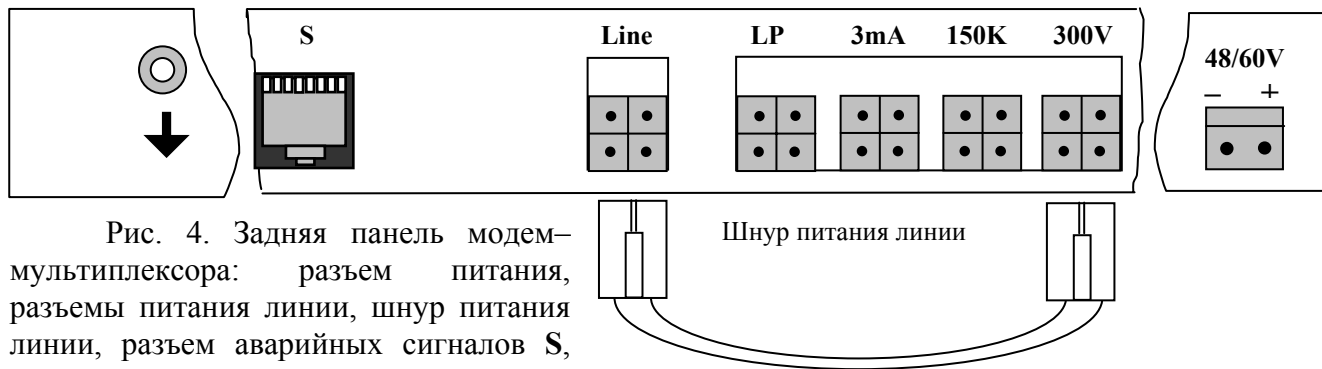 S Line LP 3mA 150K 300V
48/60V
– +
Шнур питания линии
Рис. 4. Задняя панель модем–
мультиплексора: разъем питания,
разъемы питания линии, шнур питания
линии, разъем аварийных сигналов S,